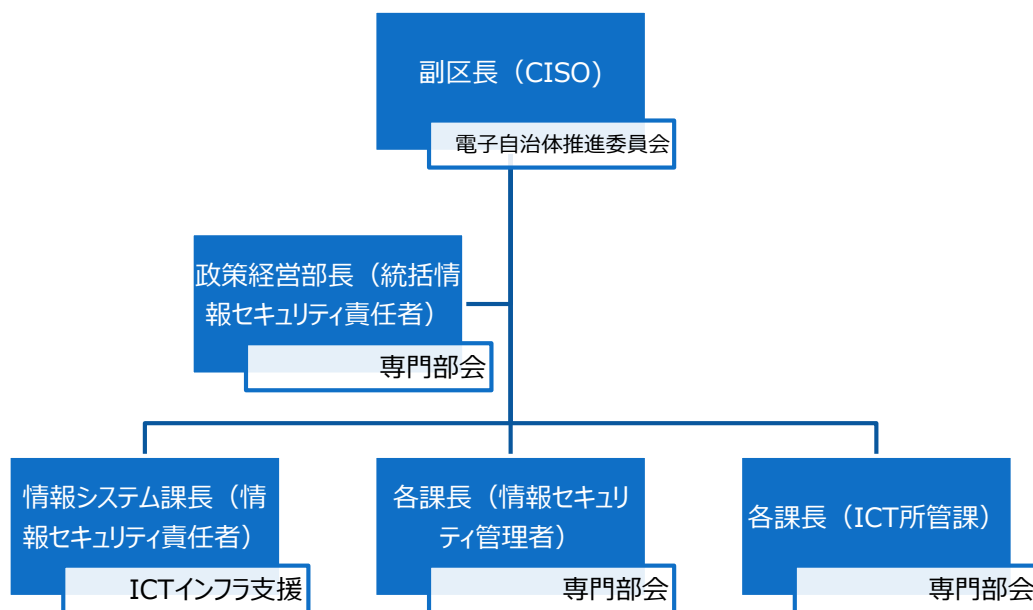 副区長（CISO)
電子自治体推進委員会
政策経営部長（統括情
報セキュリティ責任者）
専門部会
情報システム課長（情
報セキュリティ責任者）
ICTインフラ支援
各課長（情報セキュリ
ティ管理者）
専門部会
各課長（ICT所管課）
専門部会